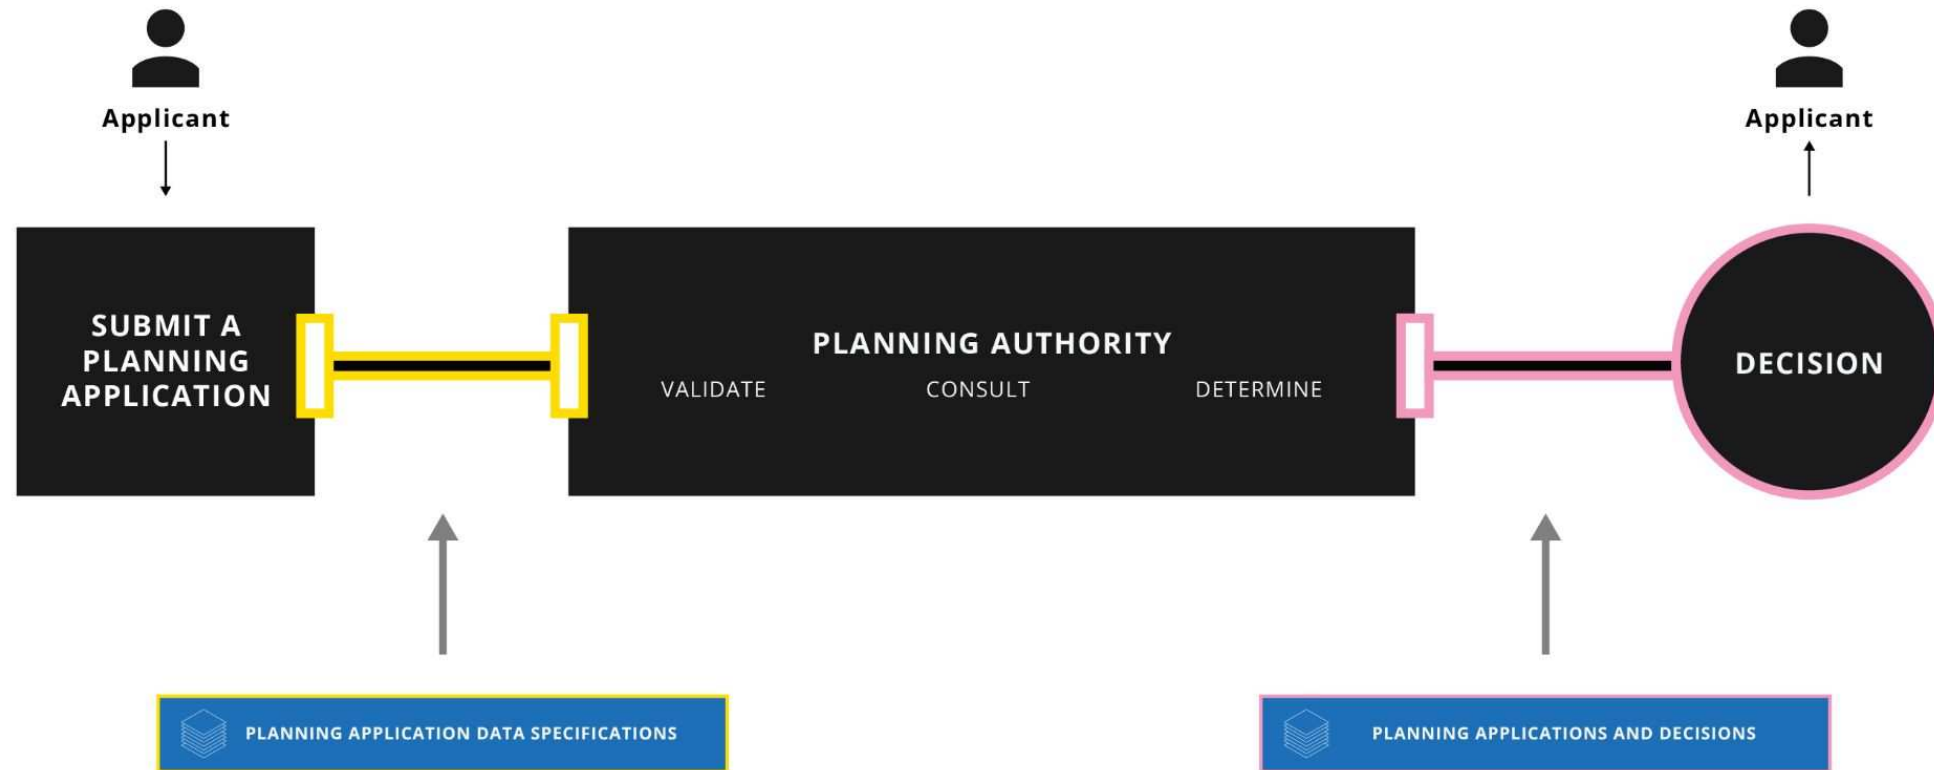 Applicant
Applicant
SUBMIT A
PLANNING
APPLICATION
PLANNING AUTHORITY
VALIDATE CONSULT DETERMINE
DECISION
PLANNING APPLICATION DATA SPECIFICATIONS
PLANNING APPLICATIONS AND DECISIONS